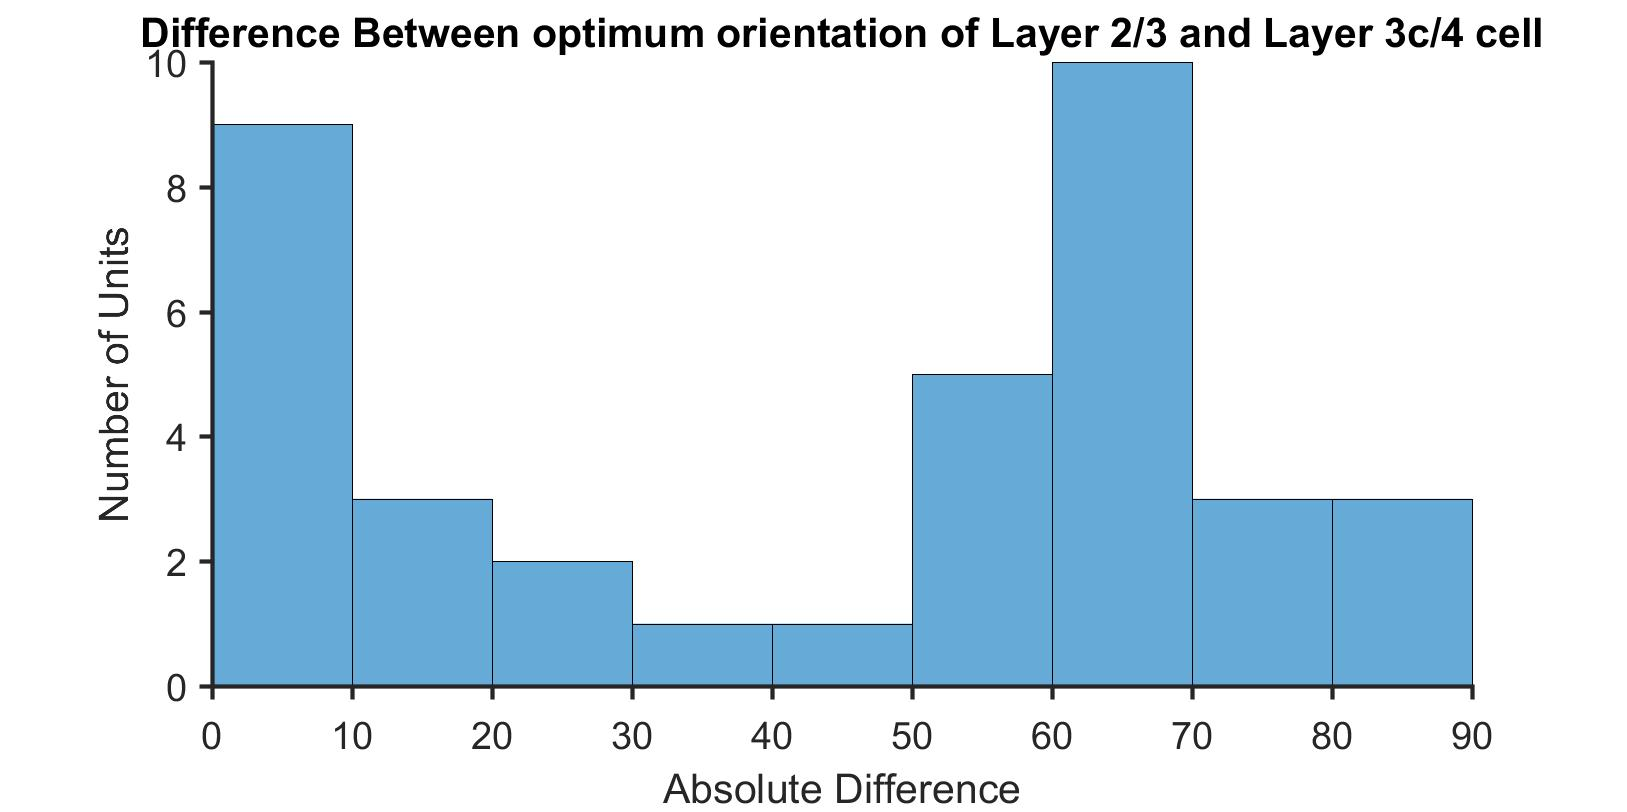 Difference Between optimum orientation of Layer 2/3 and Layer 3c/4 cell
10
8
6
4
2
0
Number of Units
0 10 20 30 40 50 60 70 80 90
Absolute Difference